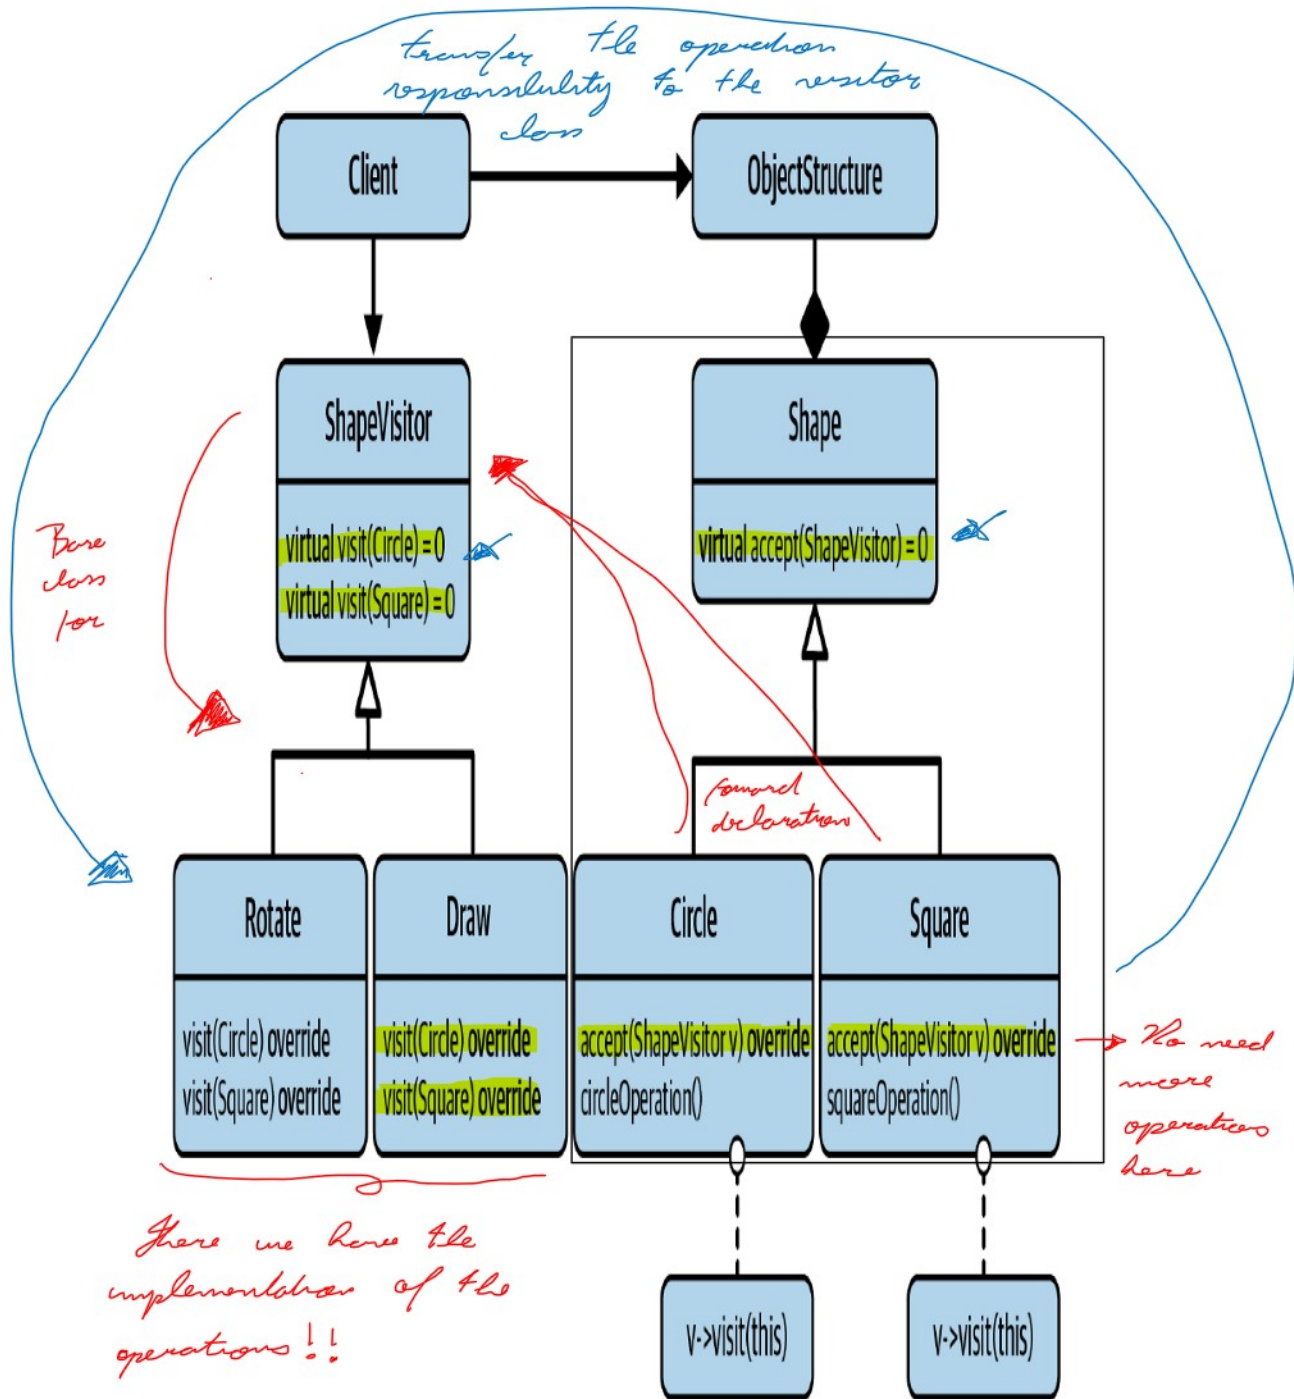 transfer the operation
responsibility to the visitor
class
Client
ObjectStructure
ShapeVisitor
virtual visit(Circle) = 0
virtual visit(Square) = 0
Shape
virtual accept(ShapeVisitor) = 0
Base
class
for
forward
declaration
Rotate
visit(Circle) override
visit(Square) override
Draw
visit(Circle) override
visit(Square) override
Circle
accept(ShapeVisitor v) override
circleOperation()
Square
accept(ShapeVisitor v) override
squareOperation()
No need
more
operations
here
There we have the
implementation of the
operations!!
v->visit(this)
v->visit(this)